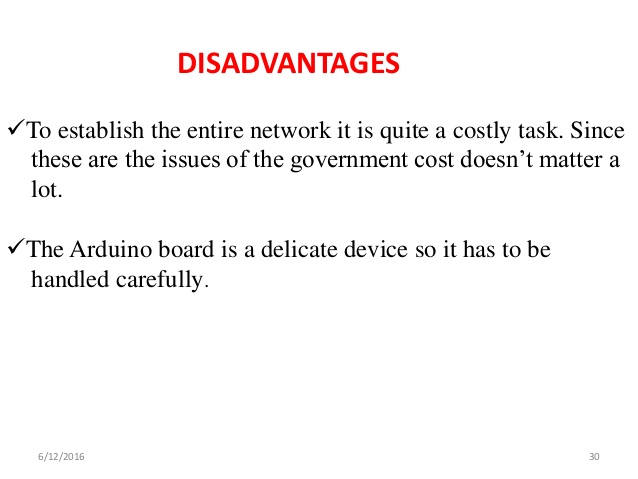 DISADVANTAGES
✓To establish the entire network it is quite a costly task. Since
these are the issues of the government cost doesn’t matter a
lot.
✓The Arduino board is a delicate device so it has to be
handled carefully.
6/12/2016
30